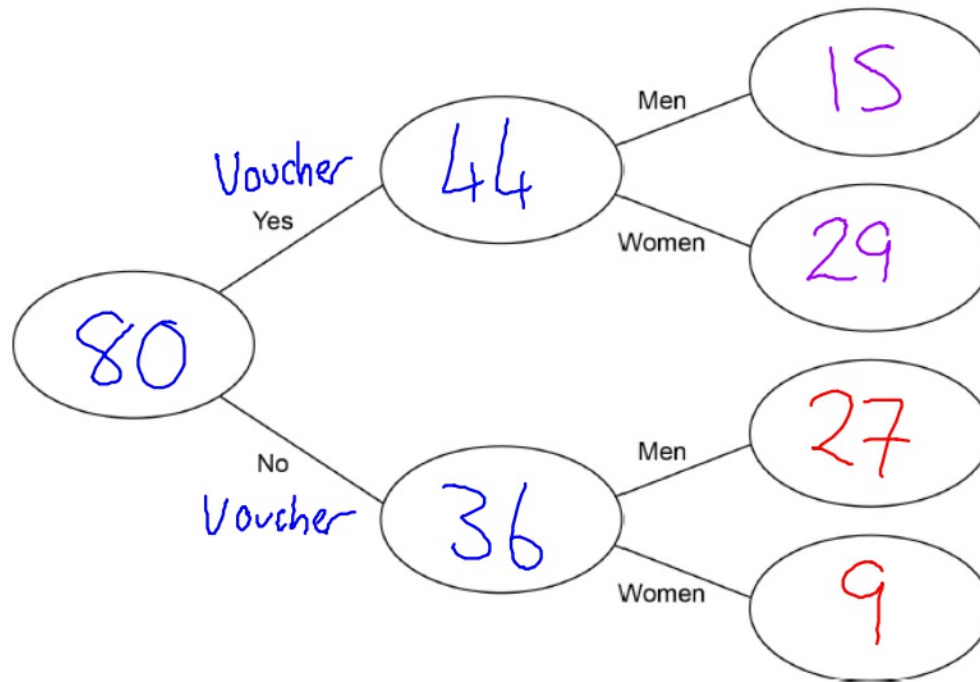 15
Men
Voucher
44
Yes
Women
29
80
27
No
Men
Voucher
36
Women
9